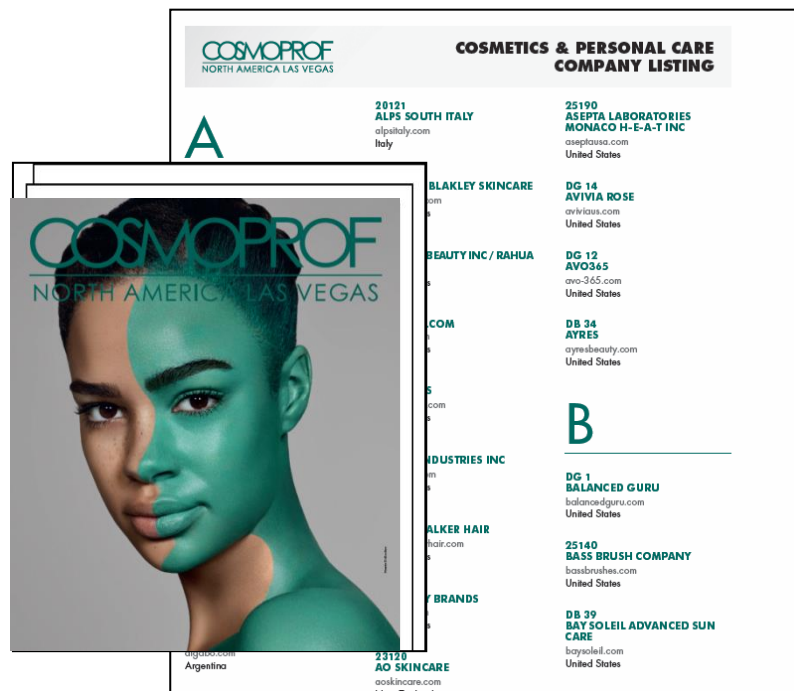 COSMOPROF
NORTH AMERICA LAS VEGAS
COSMETICS & PERSONAL CARE
COMPANY LISTING
A
COSMOPROF
NORTH AMERICA LAS VEGAS
Argentina
20121
ALPS SOUTH ITALY
alpsitaly.com
Italy
BLAKLEY SKINCARE
BEAUTY INC / RAHUA
.COM
NDUSTRIES INC
ALKER HAIR
hair.com
BRANDS
23120
AO SKINCARE
aoskincare.com
25190
ASEPTA LABORATORIES
MONACO H-E-A-T INC
aseptausa.com
United States
DG 14
AVIVIA ROSE
aviviaus.com
United States
DG 12
AVO365
avo-365.com
United States
DB 34
AYRES
ayresbeauty.com
United States
B
DG 1
BALANCED GURU
balancedguru.com
United States
25140
BASS BRUSH COMPANY
bassbrushes.com
United States
DB 39
BAY SOLEIL ADVANCED SUN
CARE
baysoleil.com
United States